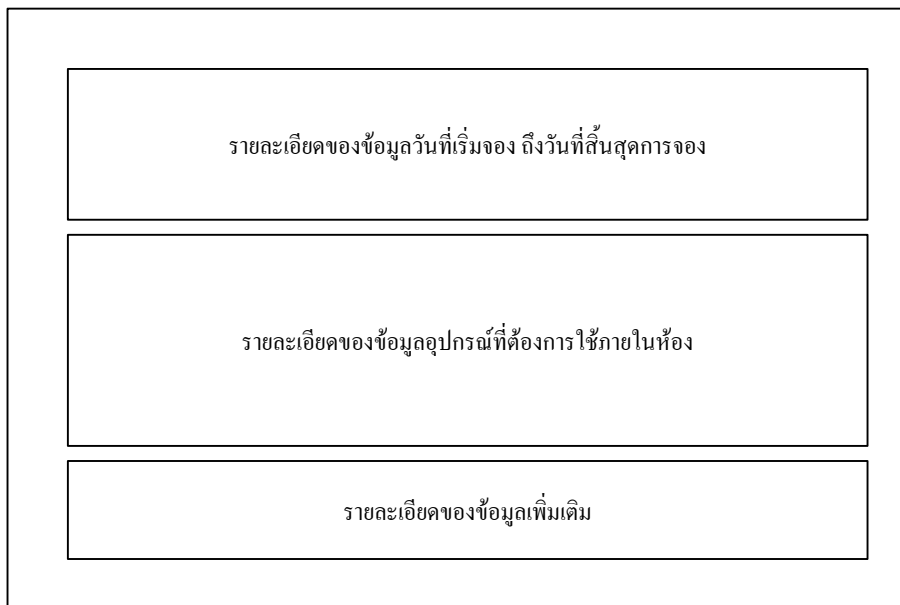 รายละเอียดของข้อมูลวันที่เริ่มจอง ถึงวันที่สิ้นสุดการจอง
รายละเอียดของข้อมูลอุปกรณ์ที่ต้องการใช้ภายในห้อง
รายละเอียดของข้อมูลเพิ่มเติม